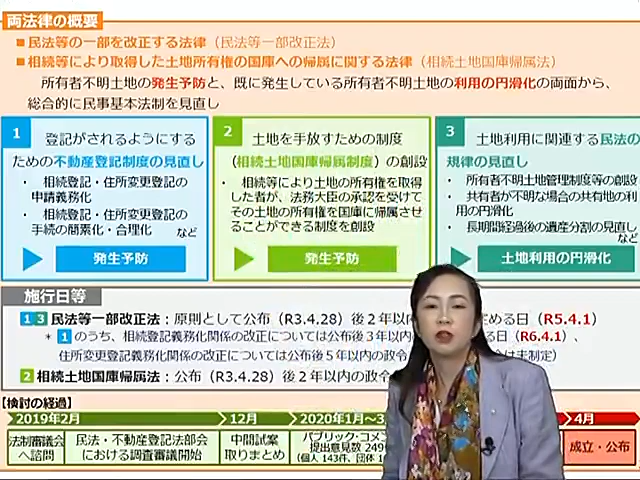 両法律の概要
■ 民法等の一部を改正する法律（民法等一部改正法）
■ 相続等により取得した土地所有権の国庫への帰属に関する法律（相続土地国庫帰属法）
所有者不明土地の発生予防と、既に発生している所有者不明土地の利用の円滑化の両面から、
総合的に民事基本法制を見直し
1 登記がされるようにする
ための不動産登記制度の見直し
・ 相続登記・住所変更登記の
申請義務化
・ 相続登記・住所変更登記の
手続の簡素化・合理化 など
発生予防
2 土地を手放すための制度
（相続土地国庫帰属制度）の創設
・ 相続等により土地の所有権を取得
した者が、法務大臣の承認を受けて
その土地の所有権を国庫に帰属させ
ることができる制度を創設
発生予防
3 土地利用に関連する民法の
規律の見直し
・ 所有者不明土地管理制度等の創設
・ 共有者が不明な場合の共有地の利
用の円滑化
・ 長期間経過後の遺産分割の見直し
など
土地利用の円滑化
施行日等
1 3 民法等一部改正法：原則として公布（R3.4.28）後２年以内 定める日（R5.4.1）
* 1 のうち、相続登記義務化関係の改正については公布後３年以内 る日（R6.4.1）、
住所変更登記義務化関係の改正については公布後５年以内の政令 は未制定）
2 相続土地国庫帰属法：公布（R3.4.28）後２年以内の政令
【検討の経過】
2019年2月 12月 2020年1月～3 4月
法制審議会
へ諮問
民法・不動産登記法部会
における調査審議開始
中間試案
取りまとめ
パブリック・コメン
提出意見数 249
（個人 143件、団体 1
成立・公布